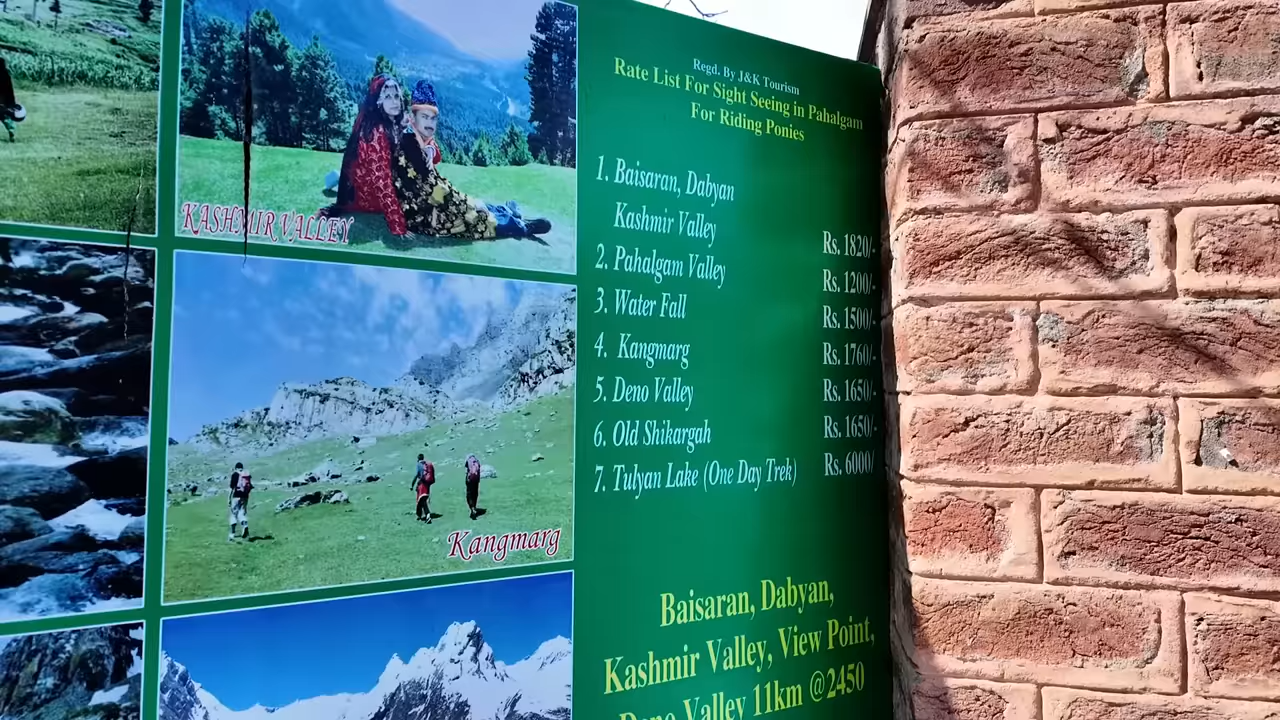 KASHMIR VALLEY
Kangmarg
Regd. By J&K Tourism
Rate List For Sight Seeing in Pahalgam
For Riding Ponies
1. Baisaran, Dabyan
Kashmir Valley Rs. 1820/-
2. Pahalgam Valley Rs. 1200/-
3. Water Fall Rs. 1500/-
4. Kangmarg Rs. 1760/-
5. Deno Valley Rs. 1650/-
6. Old Shikargah Rs. 1650/-
7. Tulyan Lake (One Day Trek) Rs. 6000/
Baisaran, Dabyan,
Kashmir Valley, View Point,
Deno Valley 11km @2450